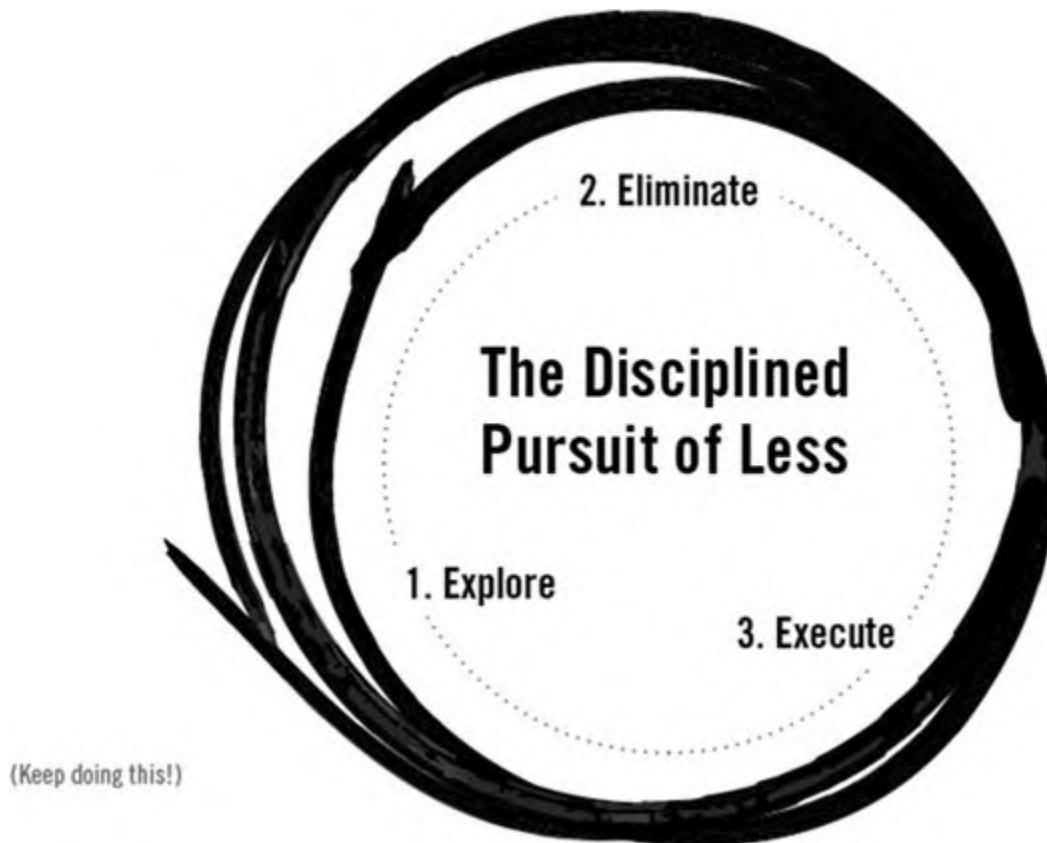 2. Eliminate
The Disciplined
Pursuit of Less
1. Explore
3. Execute
(Keep doing this!)